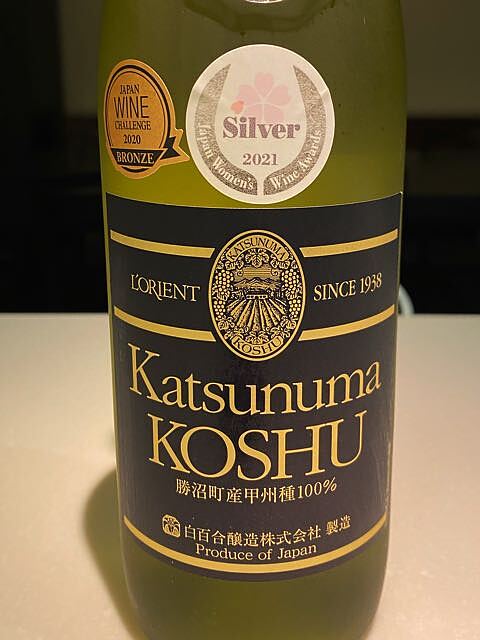 JAPAN
WINE
CHALLENGE
2020
BRONZE
Silver
2021
Japan Women's Wine Awards
KATSUNUMA
KOSHU
L'ORIENT
SINCE 1938
Katsunuma
KOSHU
勝沼町産甲州種100%
白百合醸造株式会社 製造
Produce of Japan